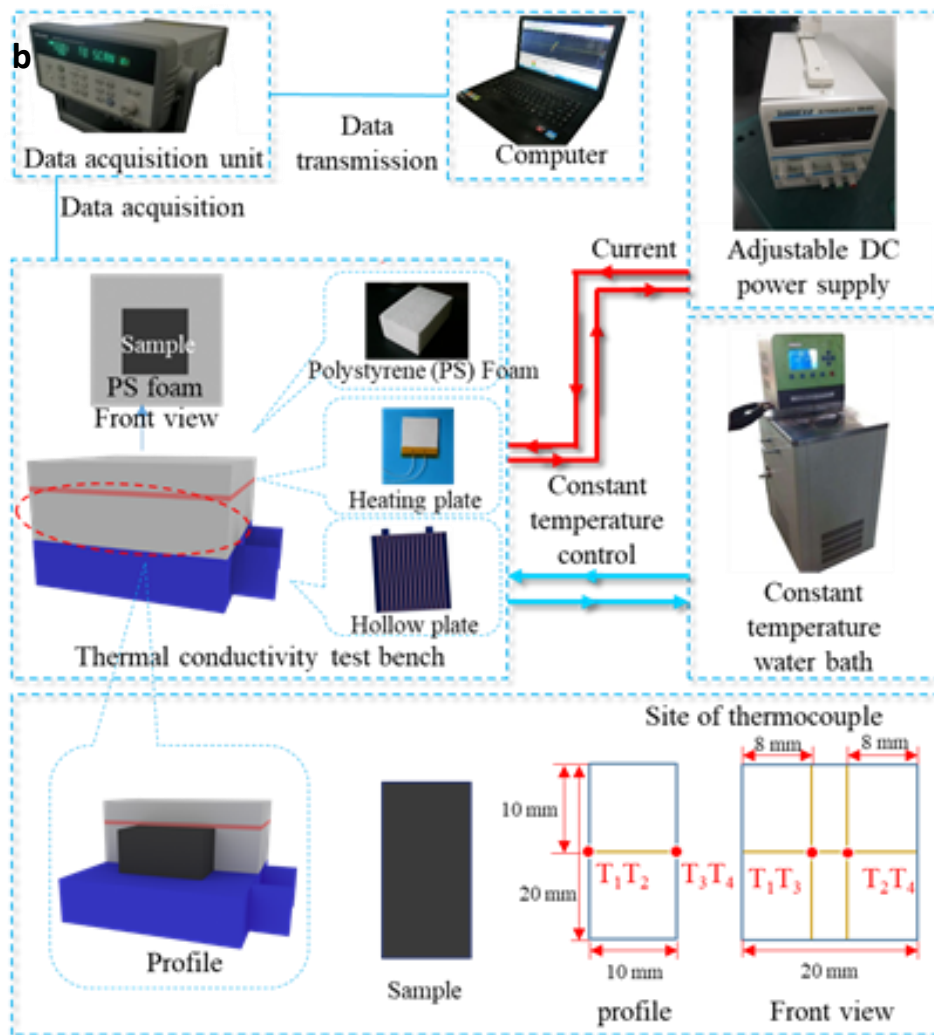 b
TO SCAN
Data acquisition unit
Data
transmission
Computer
Data acquisition
Current
Adjustable DC
power supply
Sample
PS foam
Front view
Polystyrene (PS) Foam
Heating plate
Hollow plate
Constant
temperature
control
Thermal conductivity test bench
Constant
temperature
water bath
Site of thermocouple
8 mm
8 mm
10 mm
20 mm
T₁T₂
T₃T₄
T₁T₃
T₂T₄
10 mm
20 mm
Profile
Sample
profile
Front view